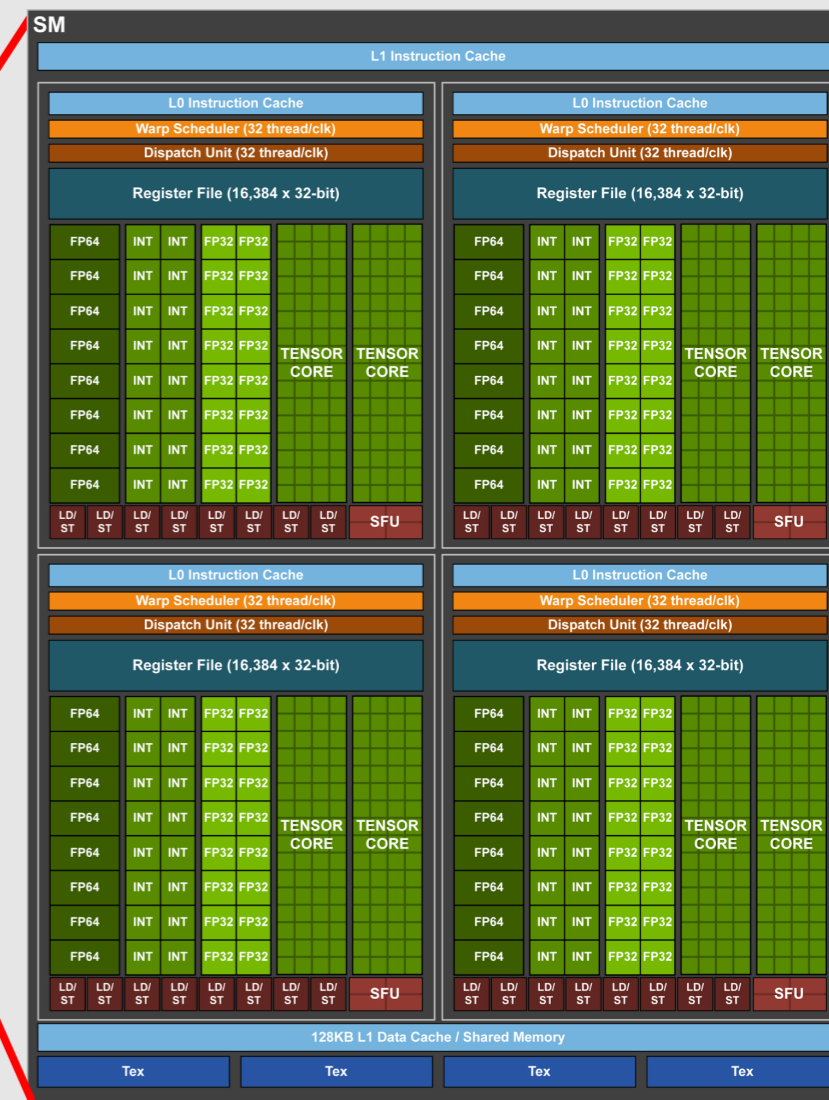 SM
L1 Instruction Cache
L0 Instruction Cache
Warp Scheduler (32 thread/clk)
Dispatch Unit (32 thread/clk)
Register File (16,384 x 32-bit)
FP64 INT INT FP32 FP32
FP64 INT INT FP32 FP32
FP64 INT INT FP32 FP32
FP64 INT INT FP32 FP32
TENSOR CORE TENSOR CORE
FP64 INT INT FP32 FP32
FP64 INT INT FP32 FP32
FP64 INT INT FP32 FP32
FP64 INT INT FP32 FP32
LD/ST LD/ST LD/ST LD/ST LD/ST LD/ST LD/ST LD/ST SFU
L0 Instruction Cache
Warp Scheduler (32 thread/clk)
Dispatch Unit (32 thread/clk)
Register File (16,384 x 32-bit)
FP64 INT INT FP32 FP32
FP64 INT INT FP32 FP32
FP64 INT INT FP32 FP32
FP64 INT INT FP32 FP32
TENSOR CORE TENSOR CORE
FP64 INT INT FP32 FP32
FP64 INT INT FP32 FP32
FP64 INT INT FP32 FP32
FP64 INT INT FP32 FP32
LD/ST LD/ST LD/ST LD/ST LD/ST LD/ST LD/ST LD/ST SFU
L0 Instruction Cache
Warp Scheduler (32 thread/clk)
Dispatch Unit (32 thread/clk)
Register File (16,384 x 32-bit)
FP64 INT INT FP32 FP32
FP64 INT INT FP32 FP32
FP64 INT INT FP32 FP32
FP64 INT INT FP32 FP32
TENSOR CORE TENSOR CORE
FP64 INT INT FP32 FP32
FP64 INT INT FP32 FP32
FP64 INT INT FP32 FP32
FP64 INT INT FP32 FP32
LD/ST LD/ST LD/ST LD/ST LD/ST LD/ST LD/ST LD/ST SFU
L0 Instruction Cache
Warp Scheduler (32 thread/clk)
Dispatch Unit (32 thread/clk)
Register File (16,384 x 32-bit)
FP64 INT INT FP32 FP32
FP64 INT INT FP32 FP32
FP64 INT INT FP32 FP32
FP64 INT INT FP32 FP32
TENSOR CORE TENSOR CORE
FP64 INT INT FP32 FP32
FP64 INT INT FP32 FP32
FP64 INT INT FP32 FP32
FP64 INT INT FP32 FP32
LD/ST LD/ST LD/ST LD/ST LD/ST LD/ST LD/ST LD/ST SFU
128KB L1 Data Cache / Shared Memory
Tex Tex Tex Tex